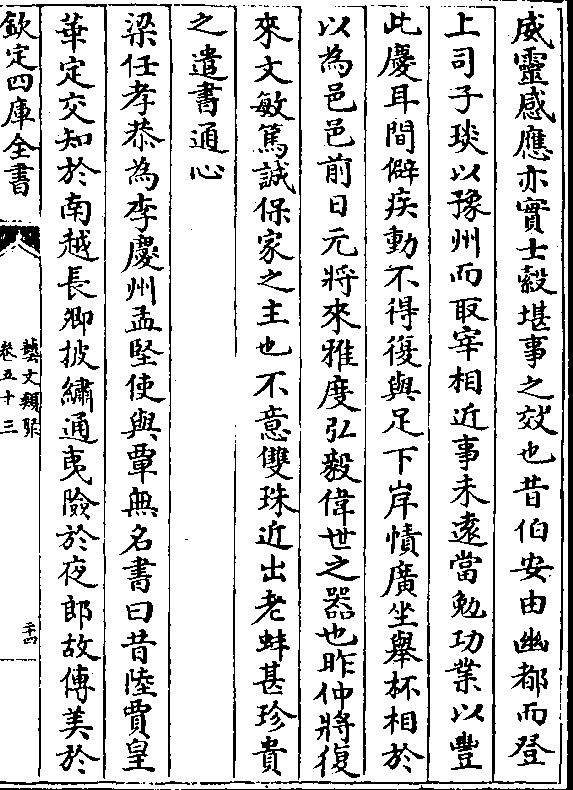 威靈感應亦實士穀堪事之效也昔伯安由幽都而登
上司子琰以豫州而取宰相近事未遠當勉功業以豐
此慶耳間僻疾動不得復與足下岸幘廣坐舉杯相於
以為邑邑前日元將來雅度弘毅偉世之器也昨仲將復
來文敏篤誠保家之主也不意雙珠近出老蚌甚珍貴
之遣書通心
梁任孝恭為李慶州孟堅使與覃無名書曰昔陸賈皇
華定交知於南越長卿披繡通夷險於夜郎故傳美於
欽定四庫全書
藝文類聚
卷五十三
二十四